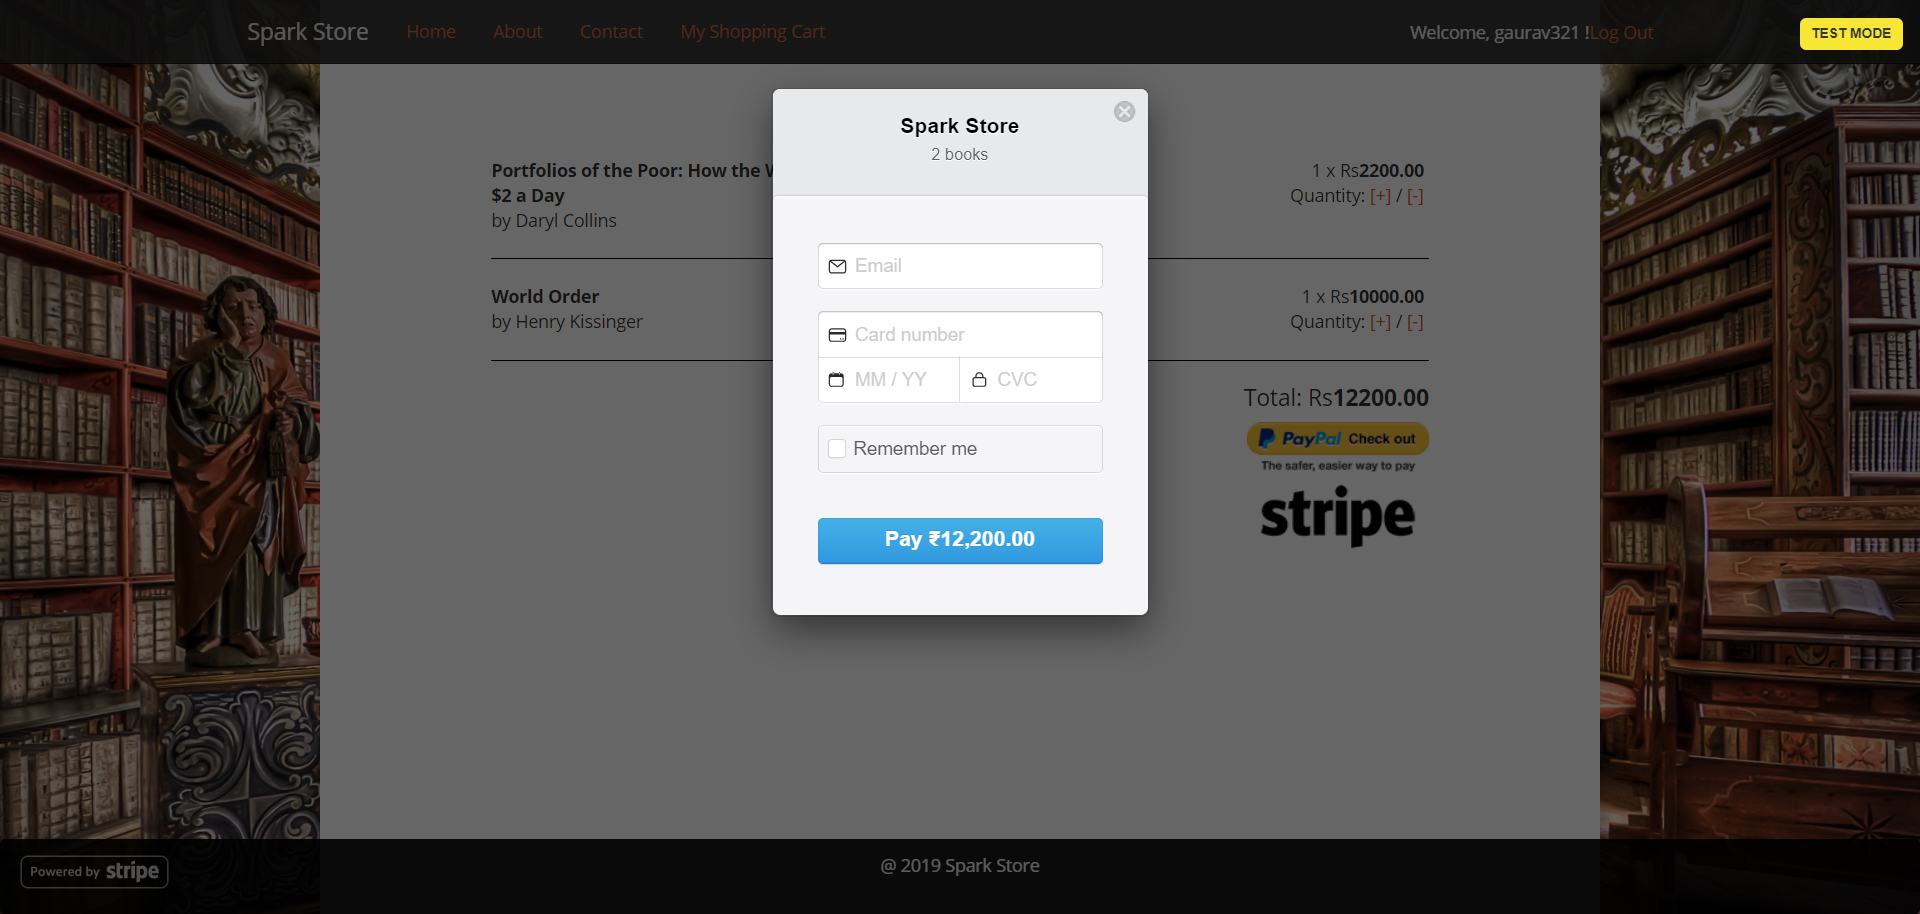 Spark Store Home About Contact My Shopping Cart Welcome, gaurav321 !Log Out TEST MODE
Spark Store
2 books
Portfolios of the Poor: How the
$2 a Day
by Daryl Collins
1 x Rs2200.00
Quantity: [+] / [-]
World Order
by Henry Kissinger
1 x Rs10000.00
Quantity: [+] / [-]
Email
Card number
MM / YY CVC
Remember me
Pay ₹12,200.00
Total: Rs12200.00
PayPal Check out
The safer, easier way to pay
stripe
@ 2019 Spark Store
Powered by stripe